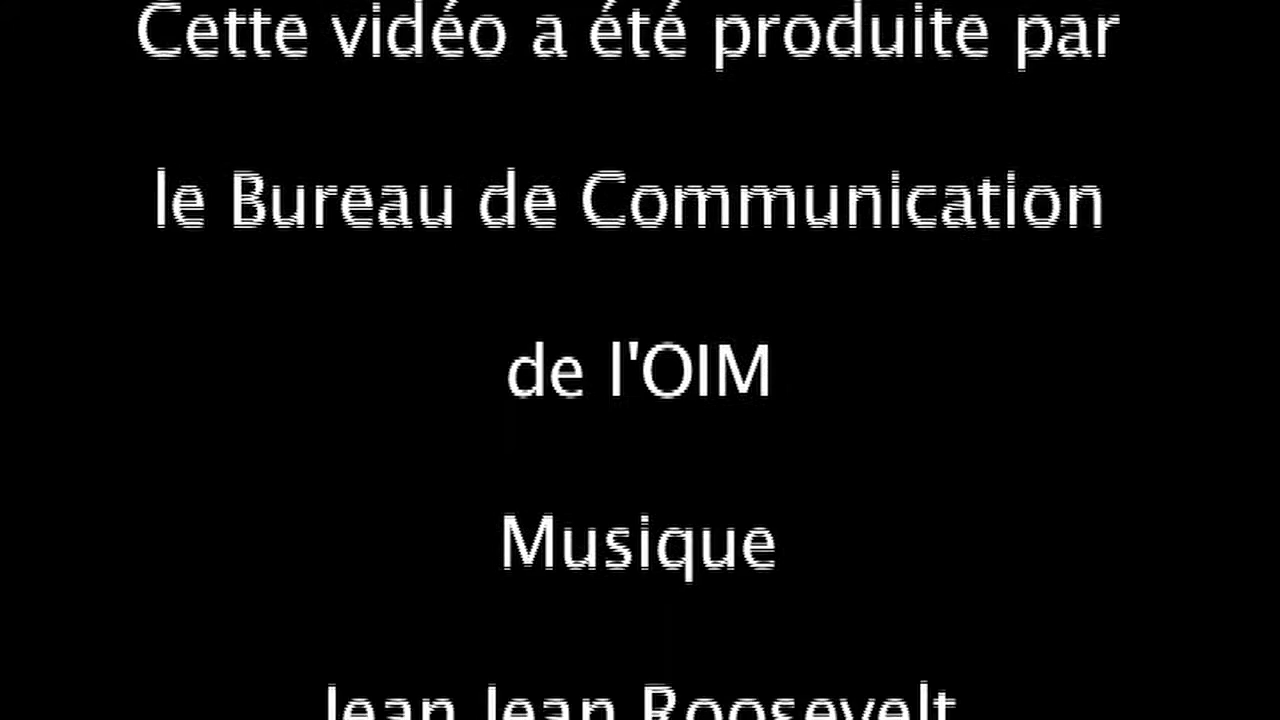 Cette vidéo a été produite par
le Bureau de Communication
de l'OIM
Musique
Jean Jean Roosevelt